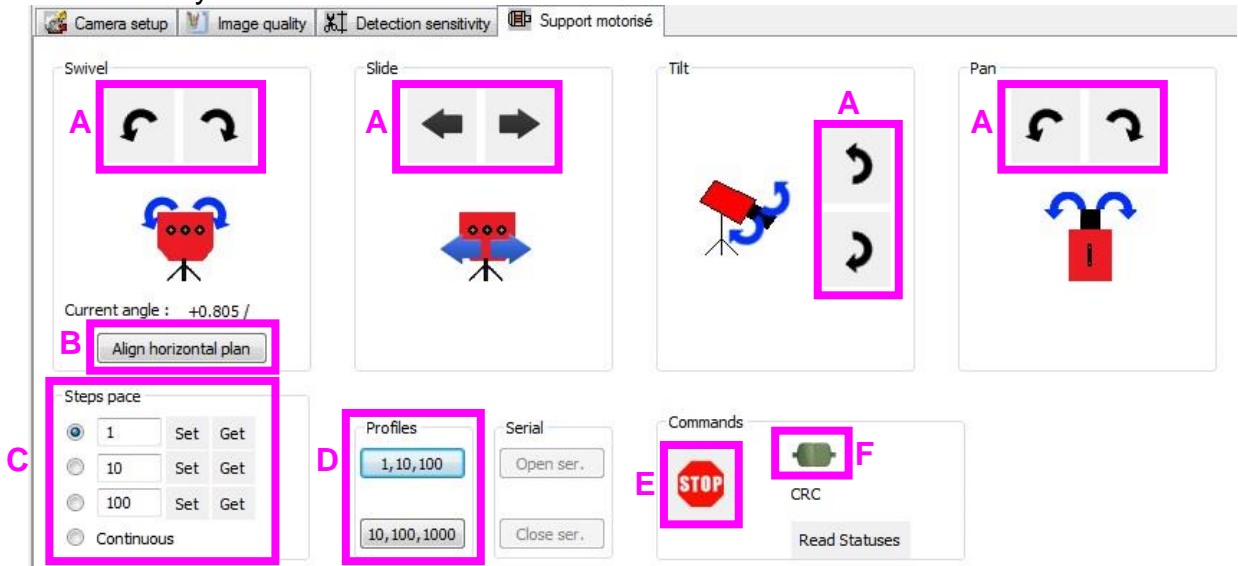 Camera setup Image quality Detection sensitivity Support motorisé
Swivel Slide Tilt Pan
A A A A
Current angle : +0.805 /
B Align horizontal plan
Steps pace
C
1 Set Get
10 Set Get
100 Set Get
Continuous
Profiles
D 1,10,100
10,100,1000
Serial
Open ser.
Close ser.
Commands
E STOP
F
CRC
Read Statuses